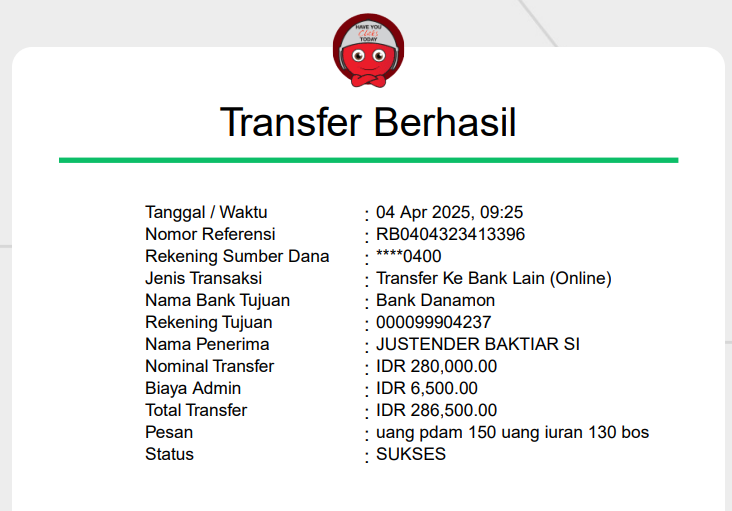 HAVE YOU
Clicks
TODAY
Transfer Berhasil
Tanggal / Waktu : 04 Apr 2025, 09:25
Nomor Referensi : RB0404323413396
Rekening Sumber Dana : ****0400
Jenis Transaksi : Transfer Ke Bank Lain (Online)
Nama Bank Tujuan : Bank Danamon
Rekening Tujuan : 000099904237
Nama Penerima : JUSTENDER BAKTIAR SI
Nominal Transfer : IDR 280,000.00
Biaya Admin : IDR 6,500.00
Total Transfer : IDR 286,500.00
Pesan : uang pdam 150 uang iuran 130 bos
Status : SUKSES